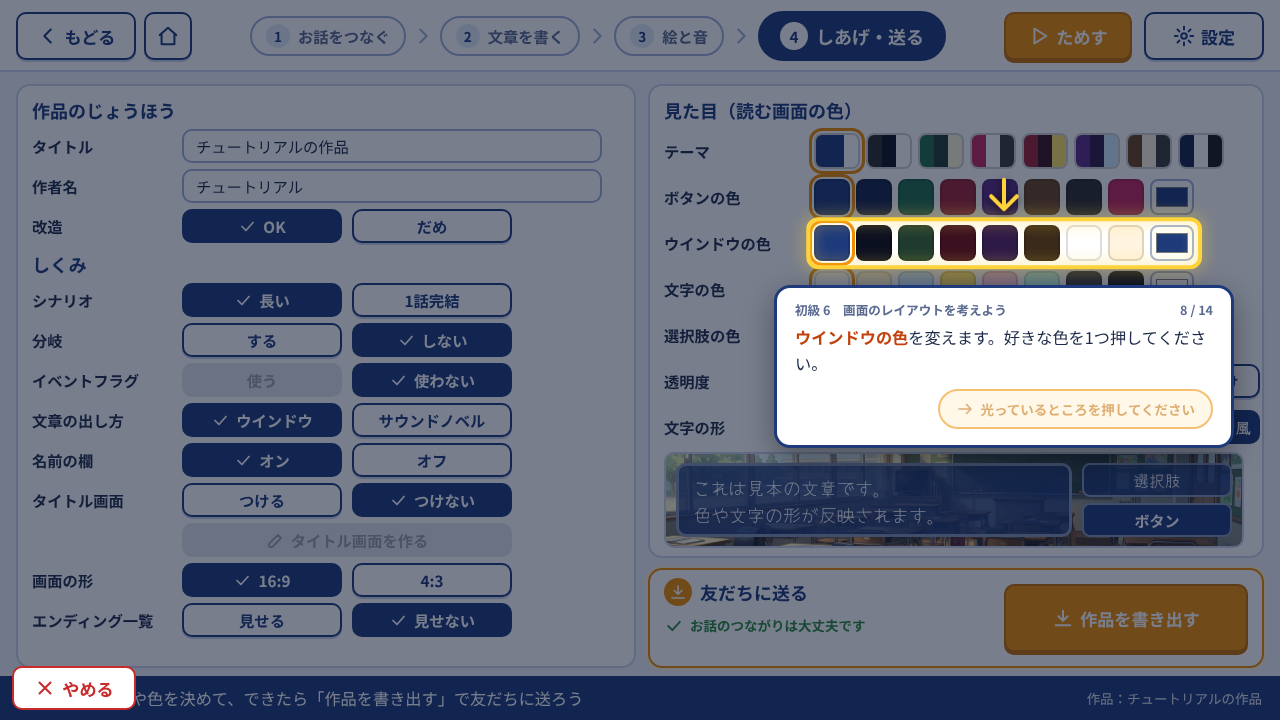 もどる
1 お話をつなぐ
2 文章を書く
3 絵と音
4 しあげ・送る
ためす
設定
作品のじょうほう
タイトル
チュートリアルの作品
作者名
チュートリアル
改造
OK
だめ
しくみ
シナリオ
長い
1話完結
分岐
する
しない
イベントフラグ
使う
使わない
文章の出し方
ウインドウ
サウンドノベル
名前の欄
オン
オフ
タイトル画面
つける
つけない
タイトル画面を作る
画面の形
16:9
4:3
エンディング一覧
見せる
見せない
見た目（読む画面の色）
テーマ
ボタンの色
ウインドウの色
文字の色
選択肢の色
透明度
文字の形
風
初級 6 画面のレイアウトを考えよう
8 / 14
ウインドウの色を変えます。好きな色を1つ押してくださ
い。
光っているところを押してください
これは見本の文章です。
色や文字の形が反映されます。
選択肢
ボタン
友だちに送る
お話のつながりは大丈夫です
作品を書き出す
やめる
や色を決めて、できたら「作品を書き出す」で友だちに送ろう
作品：チュートリアルの作品